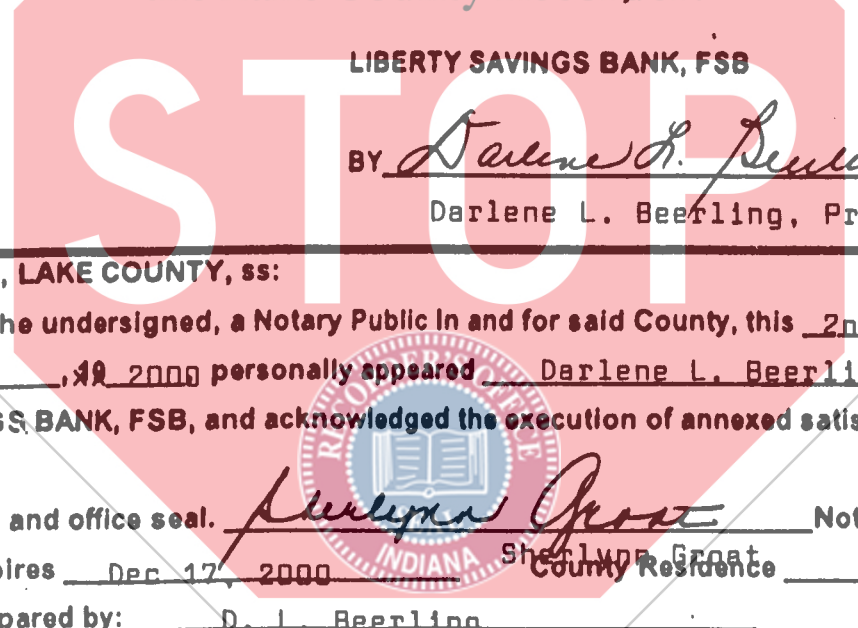 STOP
LIBERTY SAVINGS BANK, FSB
BY Darlene L.
Darlene L. Beerling, Pr
, LAKE COUNTY, ss:
he undersigned, a Notary Public in and for said County, this 2n
, 19 2000 personally appeared Darlene L. Beerli
GS BANK, FSB, and acknowledged the execution of annexed satis
RECORDER'S OFFICE
and office seal. Sherlynn Groat Not
INDIANA
Sherlynn Groat
ires Dec 17, 2000 County Residence
pared by: D. L. Beerling